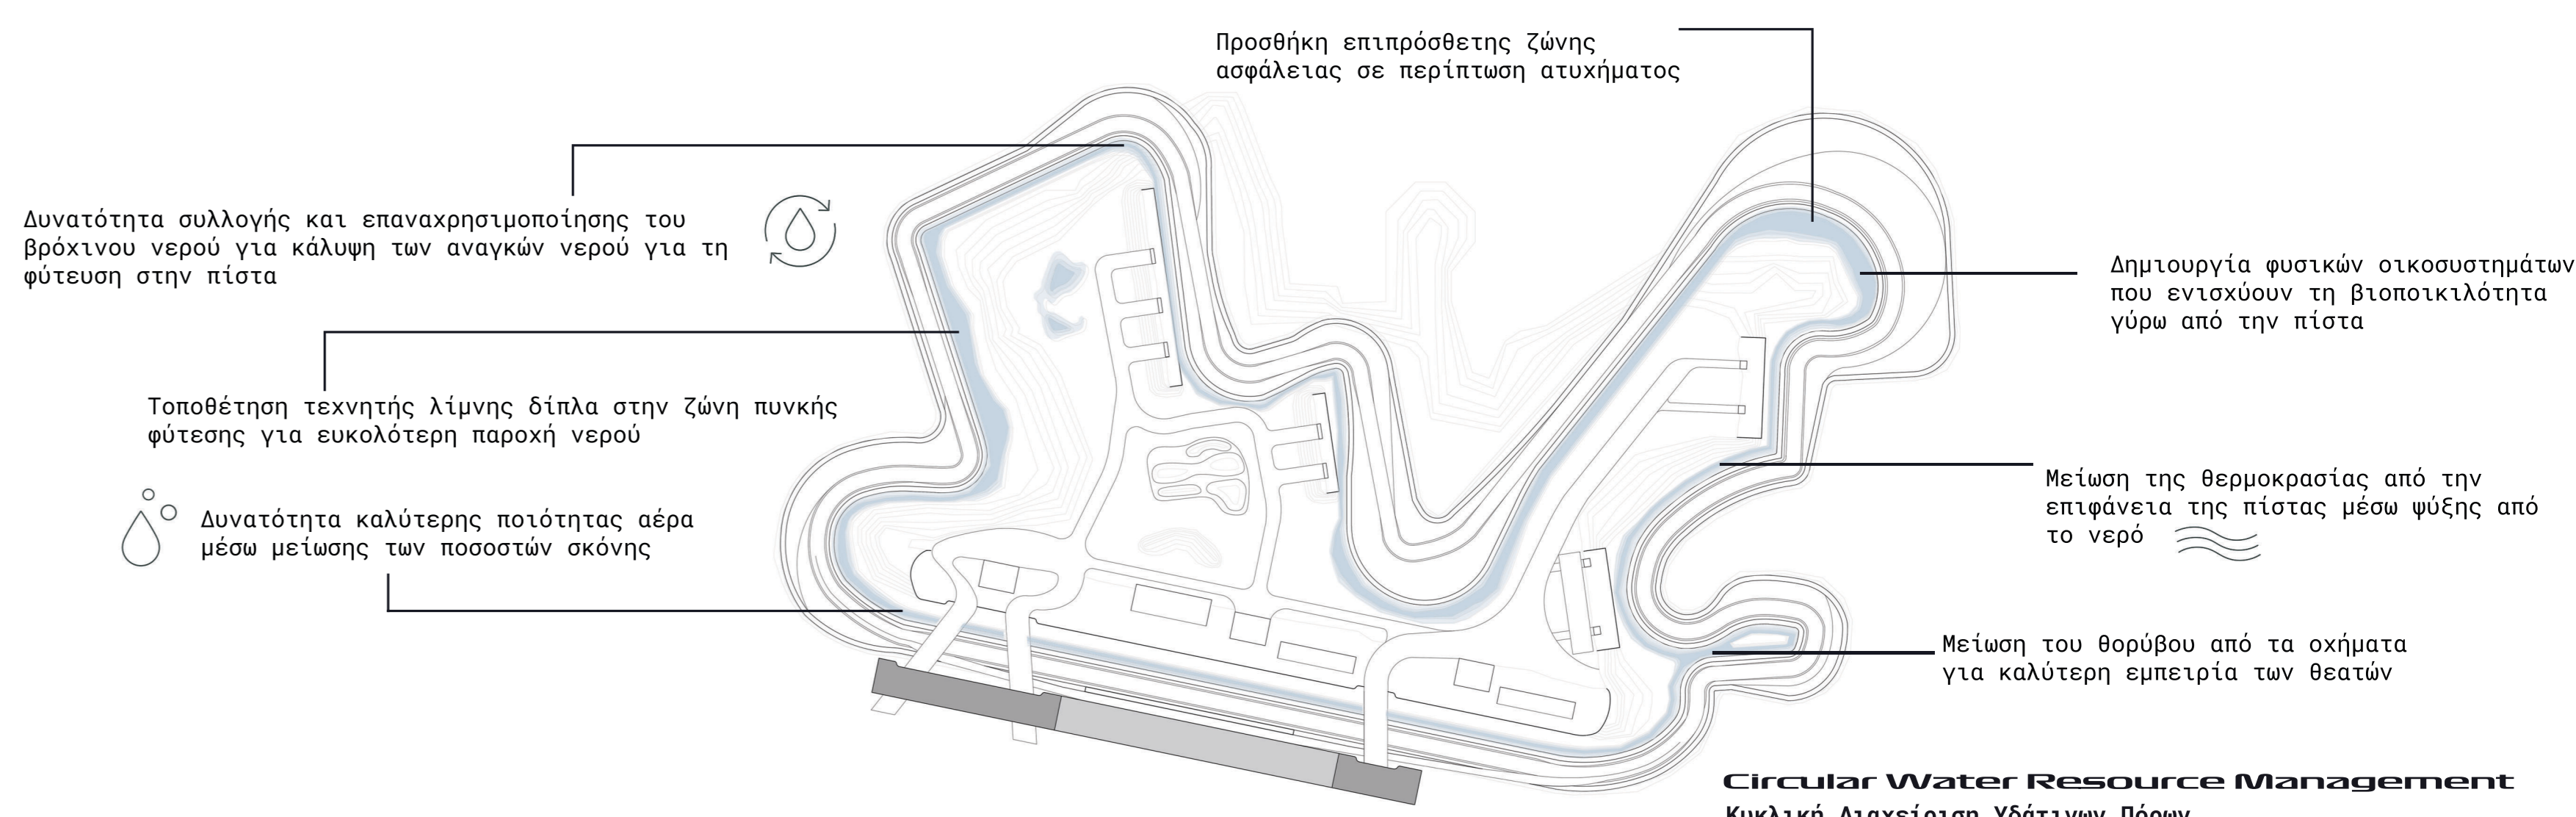 Προσθήκη επιπρόσθετης ζώνης
ασφάλειας σε περίπτωση ατυχήματος
Δυνατότητα συλλογής και επαναχρησιμοποίησης του
βρόχινου νερού για κάλυψη των αναγκών νερού για τη
φύτευση στην πίστα
Τοποθέτηση τεχνητής λίμνης δίπλα στην ζώνη πυνκής
φύτεσης για ευκολότερη παροχή νερού
Δυνατότητα καλύτερης ποιότητας αέρα
μέσω μείωσης των ποσοστών σκόνης
Δημιουργία φυσικών οικοσυστημάτων
που ενισχύουν τη βιοποικιλότητα
γύρω από την πίστα
Μείωση της θερμοκρασίας από την
επιφάνεια της πίστας μέσω ψύξης από
το νερό
Μείωση του θορύβου από τα οχήματα
για καλύτερη εμπειρία των θεατών
Circular Water Resource Management
Κυκλική Διαχείριση Υδάτινων Πόρων